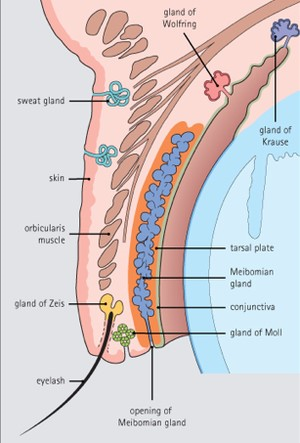 gland of
Wolfring
sweat gland
gland of
Krause
skin
orbicularis
muscle
tarsal plate
Meibomian
gland
gland of Zeis
conjunctiva
gland of Moll
eyelash
opening of
Meibomian gland